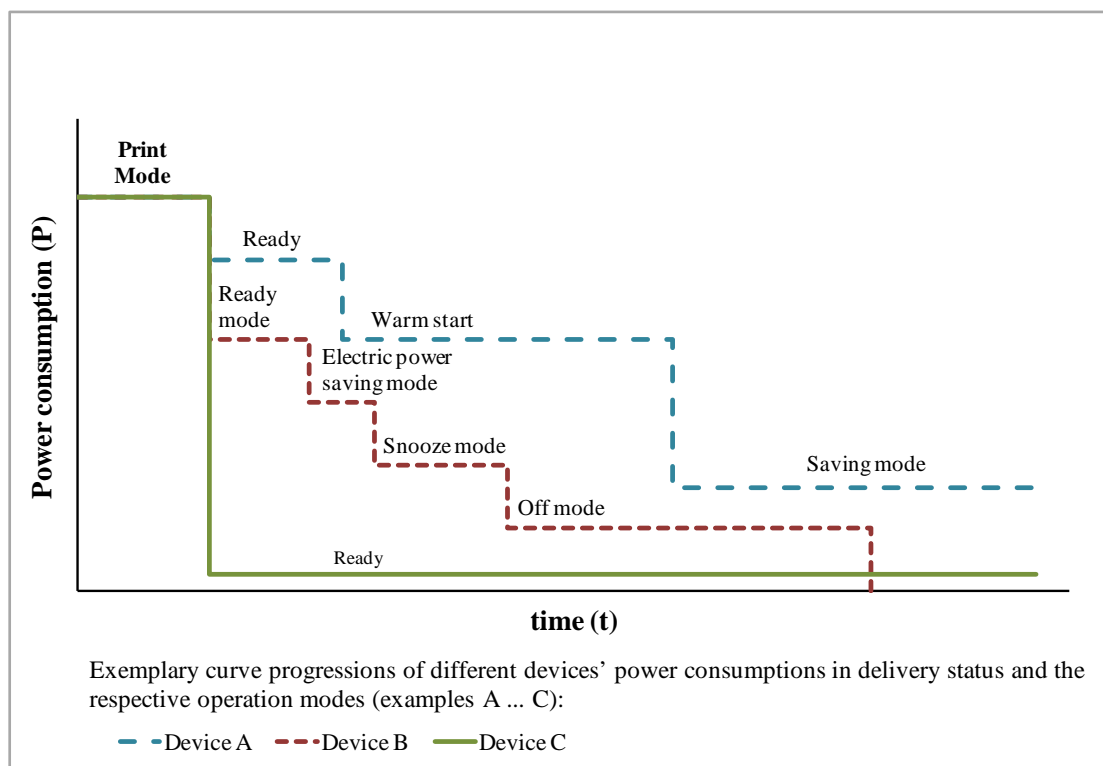 Print
Mode
Ready
Ready
mode
Warm start
Electric power
saving mode
Snooze mode
Saving mode
Off mode
Ready
Power consumption (P)
time (t)
Exemplary curve progressions of different devices’ power consumptions in delivery status and the
respective operation modes (examples A ... C):
Device A
Device B
Device C